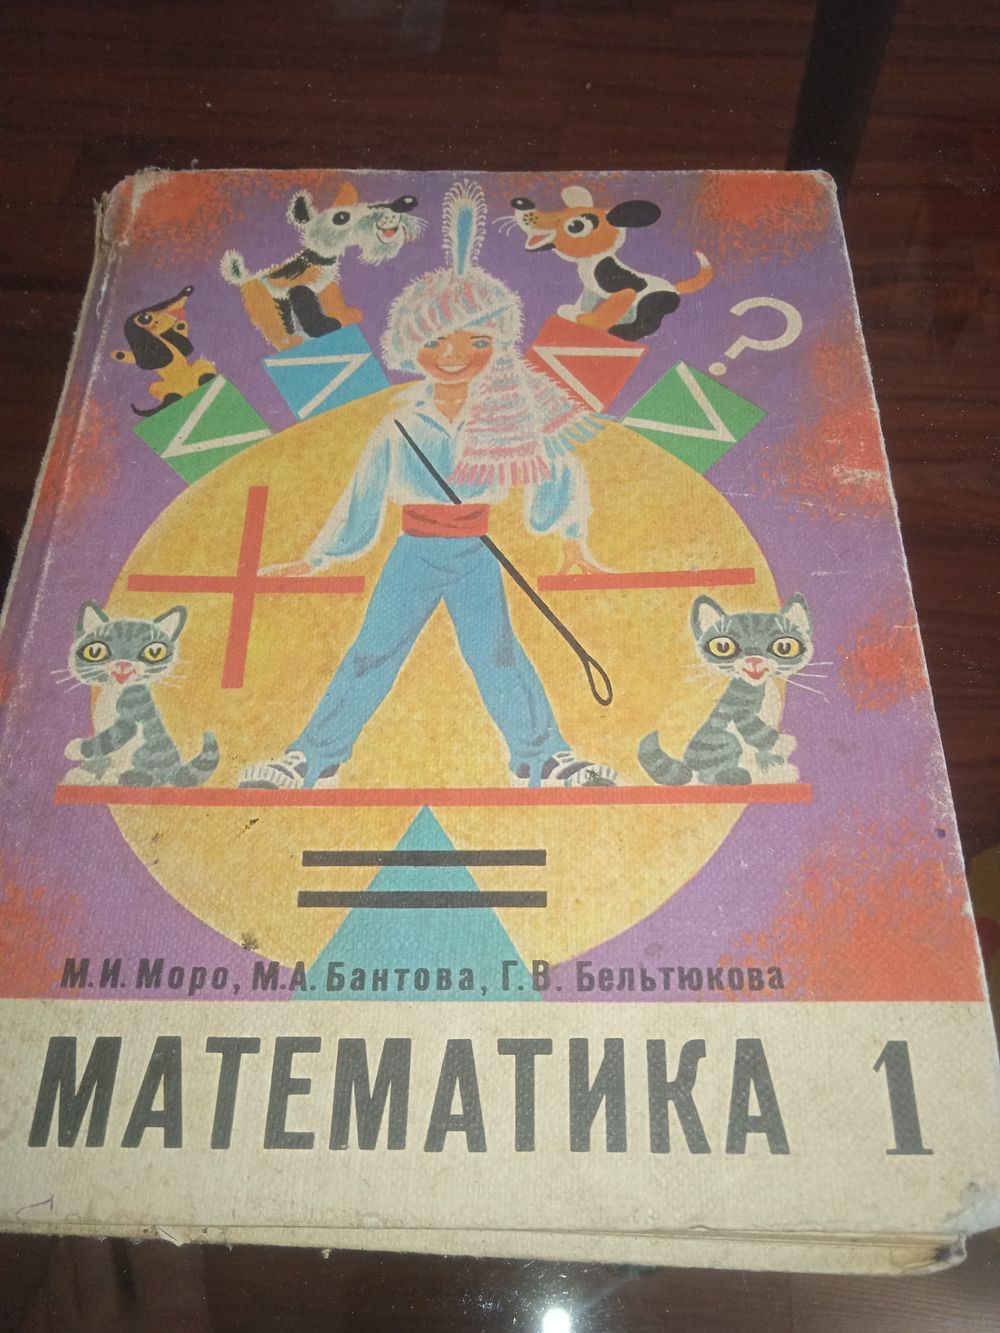 ?
М.И. Моро, М.А. Бантова, Г.В. Бельтюкова
МАТЕМАТИКА 1